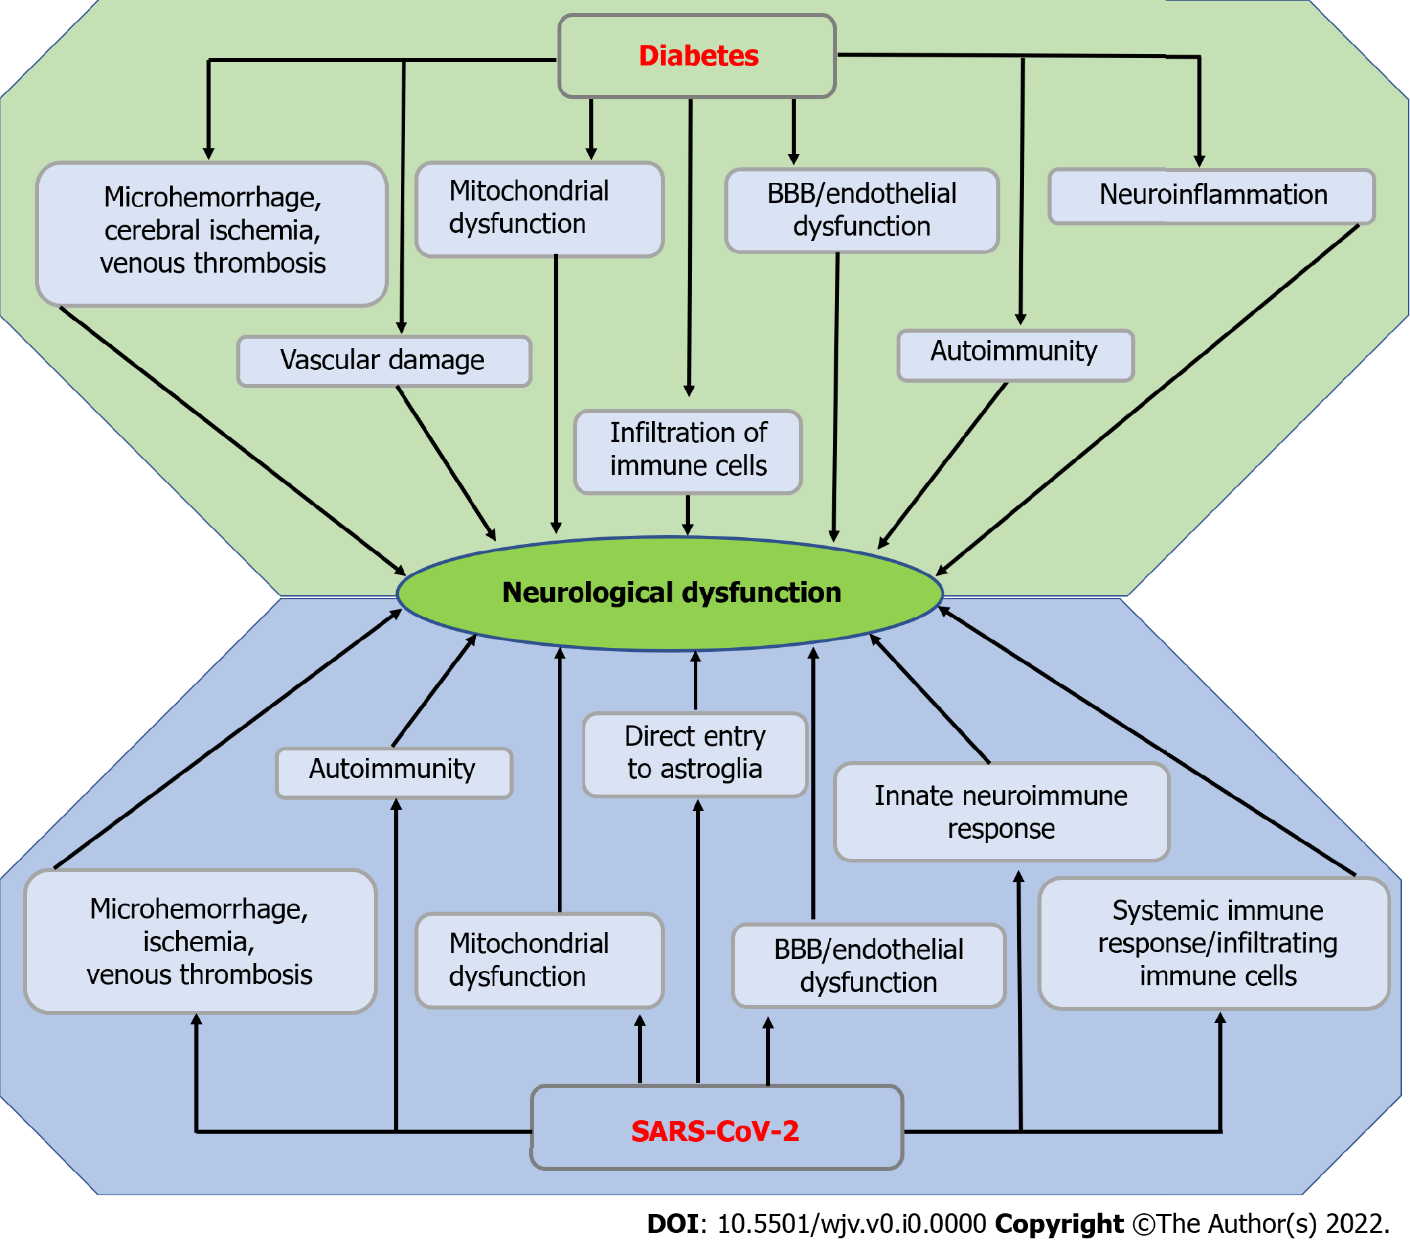 Diabetes
Microhemorrhage,
cerebral ischemia,
venous thrombosis
Mitochondrial
dysfunction
BBB/endothelial
dysfunction
Neuroinflammation
Vascular damage
Autoimmunity
Infiltration of
immune cells
Neurological dysfunction
Autoimmunity
Direct entry
to astroglia
Innate neuroimmune
response
Microhemorrhage,
ischemia,
venous thrombosis
Mitochondrial
dysfunction
BBB/endothelial
dysfunction
Systemic immune
response/infiltrating
immune cells
SARS-CoV-2
DOI: 10.5501/wjv.v0.i0.0000 Copyright ©The Author(s) 2022.